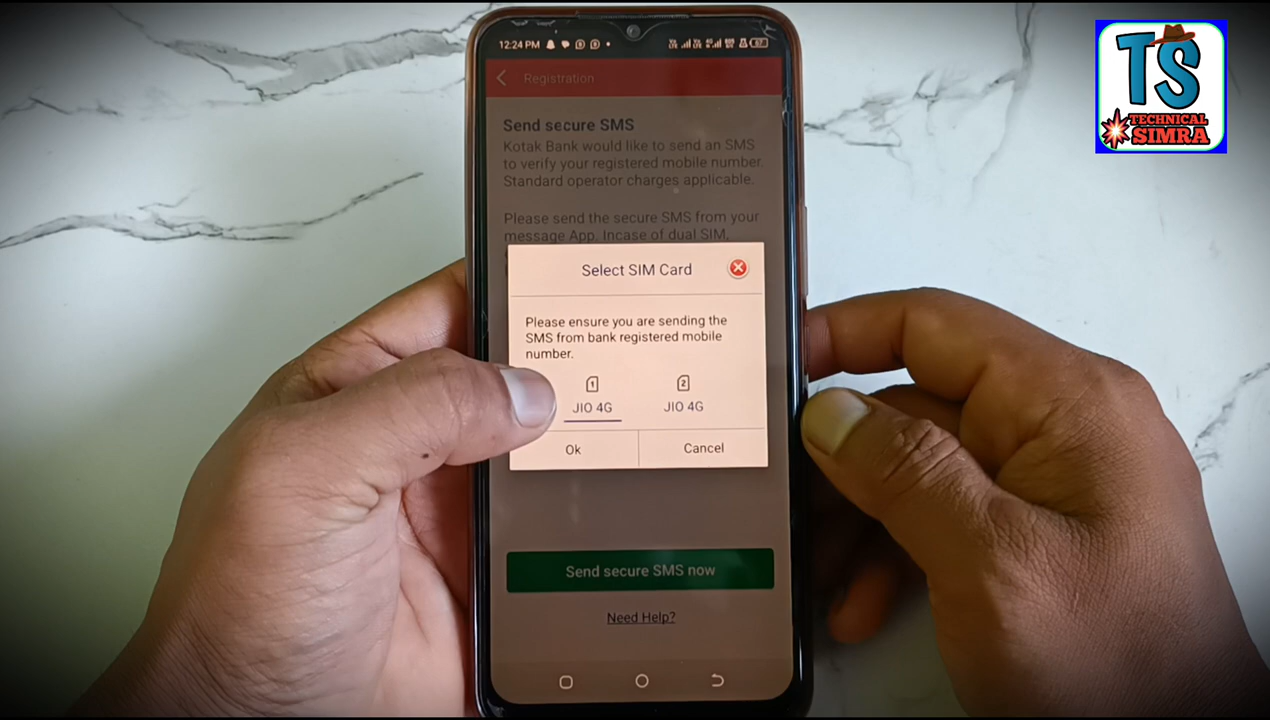 12:24 PM
Registration
Send secure SMS
Kotak Bank would like to send an SMS
to verify your registered mobile number.
Standard operator charges applicable.
Please send the secure SMS from your
message App. Incase of dual SIM,
Select SIM Card
Please ensure you are sending the
SMS from bank registered mobile
number.
1
2
JIO 4G
JIO 4G
Ok
Cancel
Send secure SMS now
Need Help?
TS
TECHNICAL
SIMRA